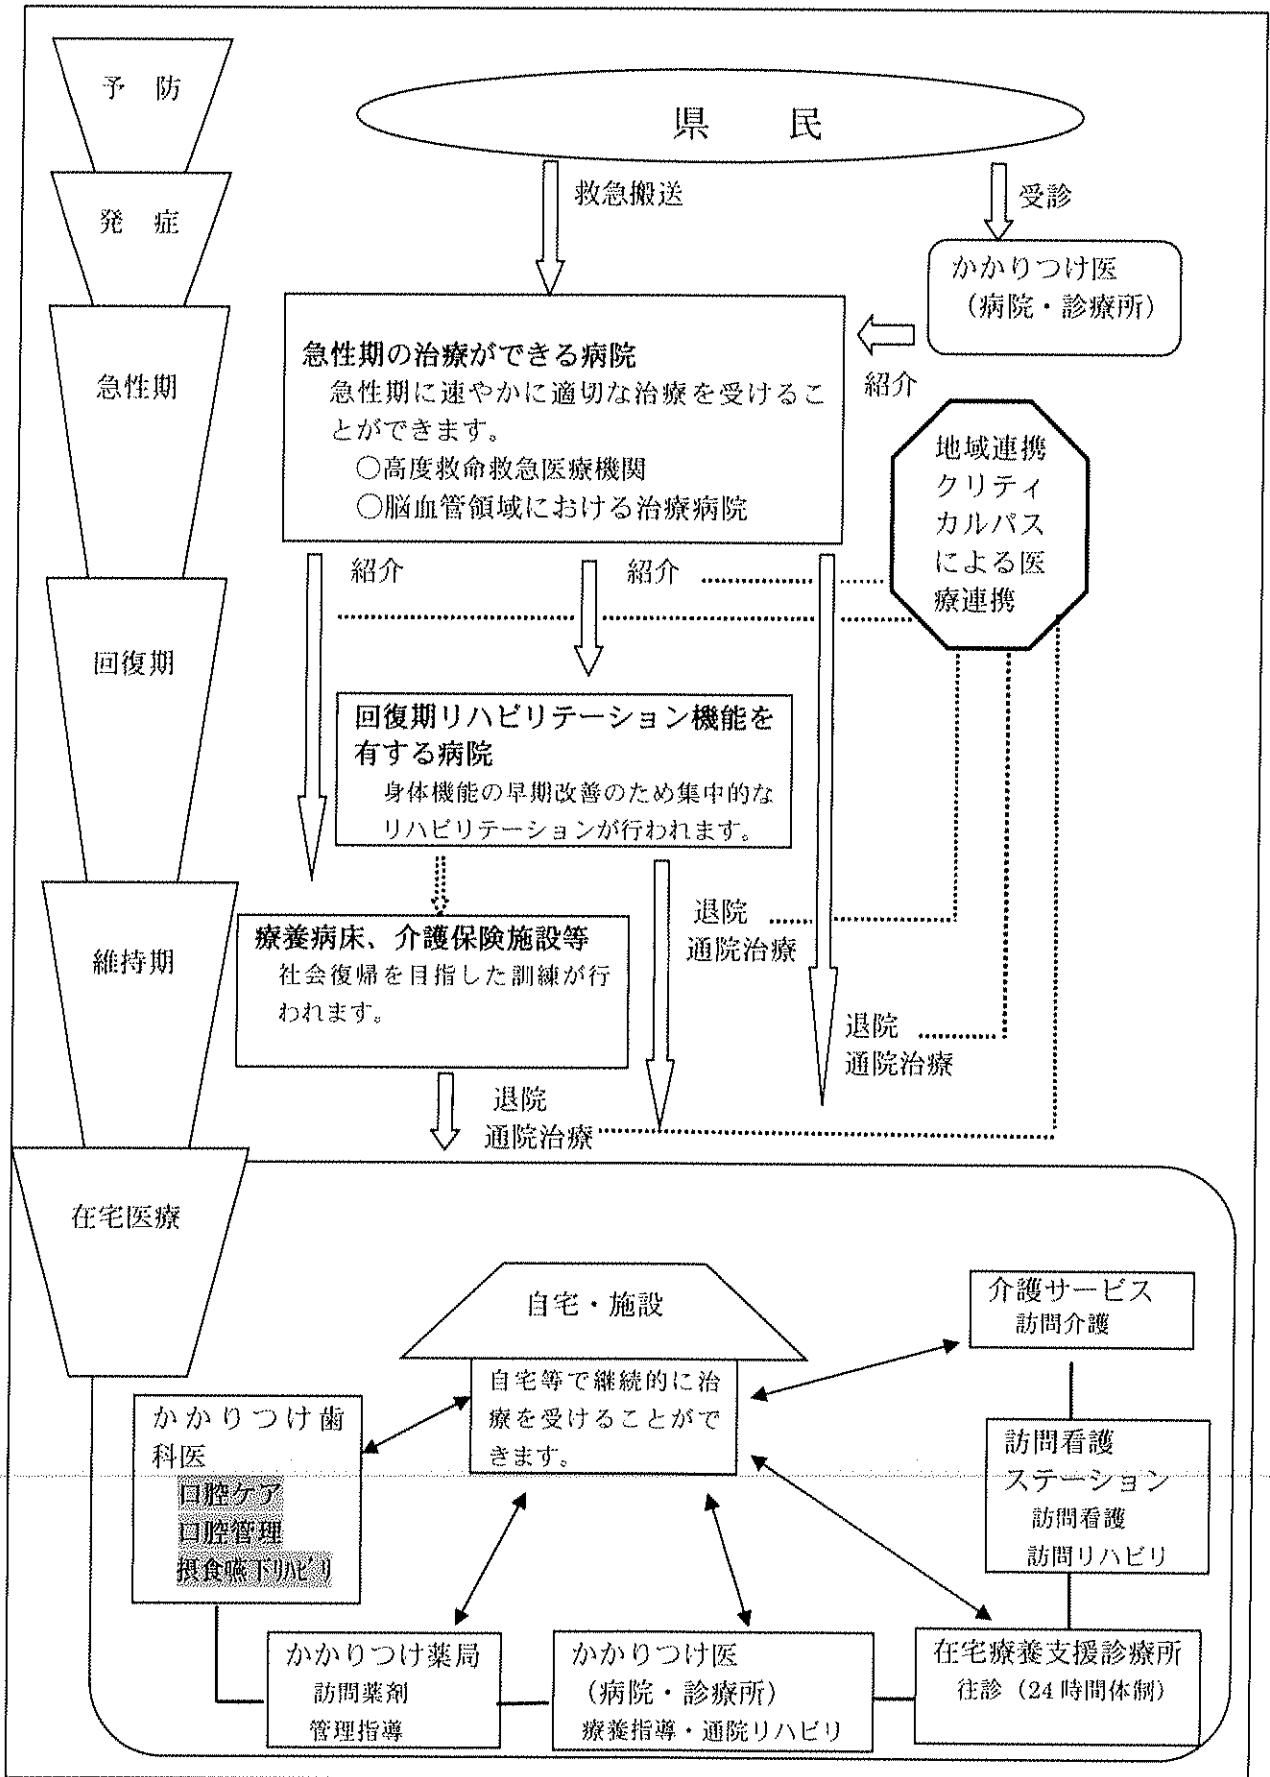 予　防
県　　民
救急搬送
受診
発　症
かかりつけ医
（病院・診療所）
紹介
急性期の治療ができる病院
急性期に速やかに適切な治療を受けるこ
とができます。
○高度救命救急医療機関
○脳血管領域における治療病院
急性期
地域連携
クリティ
カルパス
による医
療連携
紹介
紹介
回復期
回復期リハビリテーション機能を
有する病院
身体機能の早期改善のため集中的な
リハビリテーションが行われます。
維持期
療養病床、介護保険施設等
社会復帰を目指した訓練が行
われます。
退院
通院治療
退院
通院治療
退院
通院治療
在宅医療
自宅・施設
自宅等で継続的に治
療を受けることがで
きます。
介護サービス
訪問介護
かかりつけ歯
科医
口腔ケア
口腔管理
摂食嚥下ﾘﾊﾋﾞﾘ
訪問看護
ステーション
訪問看護
訪問リハビリ
かかりつけ薬局
訪問薬剤
管理指導
かかりつけ医
（病院・診療所）
療養指導・通院リハビリ
在宅療養支援診療所
往診（24時間体制）